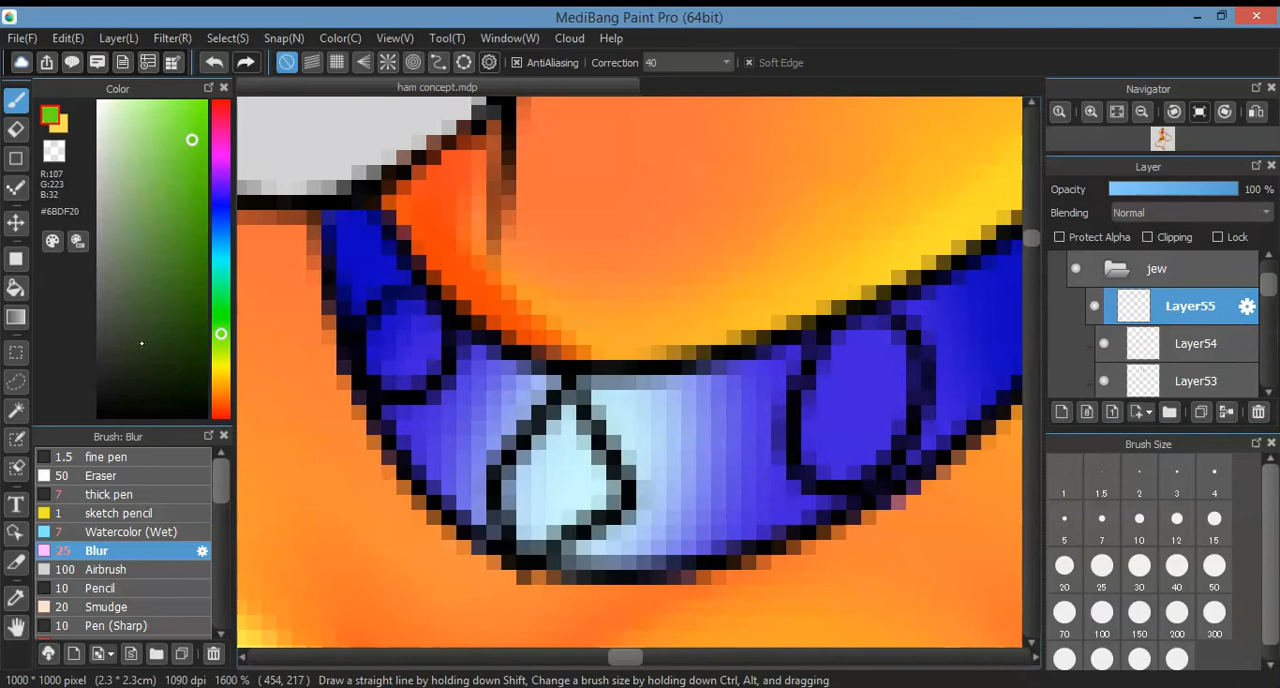 MediBang Paint Pro (64bit)
File(F) Edit(E) Layer(L) Filter(R) Select(S) Snap(N) Color(C) View(V) Tool(T) Window(W) Cloud Help
AntiAliasing Correction 40 Soft Edge
Color
ham concept.mdp
Navigator
R:107
G:223
B:32
#6BDF20
Layer
Opacity 100 %
Blending Normal
Protect Alpha Clipping Lock
jew
Layer55
Layer54
Layer53
Brush: Blur
1.5 fine pen
50 Eraser
7 thick pen
1 sketch pencil
7 Watercolor (Wet)
25 Blur
100 Airbrush
10 Pencil
20 Smudge
10 Pen (Sharp)
Brush Size
1 1.5 2 3 4
5 7 10 12 15
20 25 30 40 50
70 100 150 200 300
1000 * 1000 pixel (2.3 * 2.3cm) 1090 dpi 1600 % ( 454, 217 ) Draw a straight line by holding down Shift, Change a brush size by holding down Ctrl, Alt, and dragging